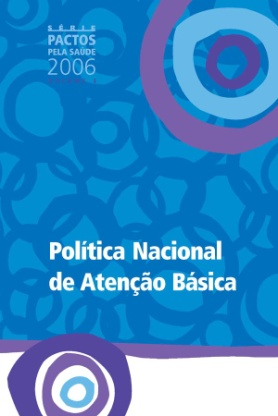 SÉRIE
PACTOS
PELA SAÚDE
2006
Política Nacional
de Atenção Básica